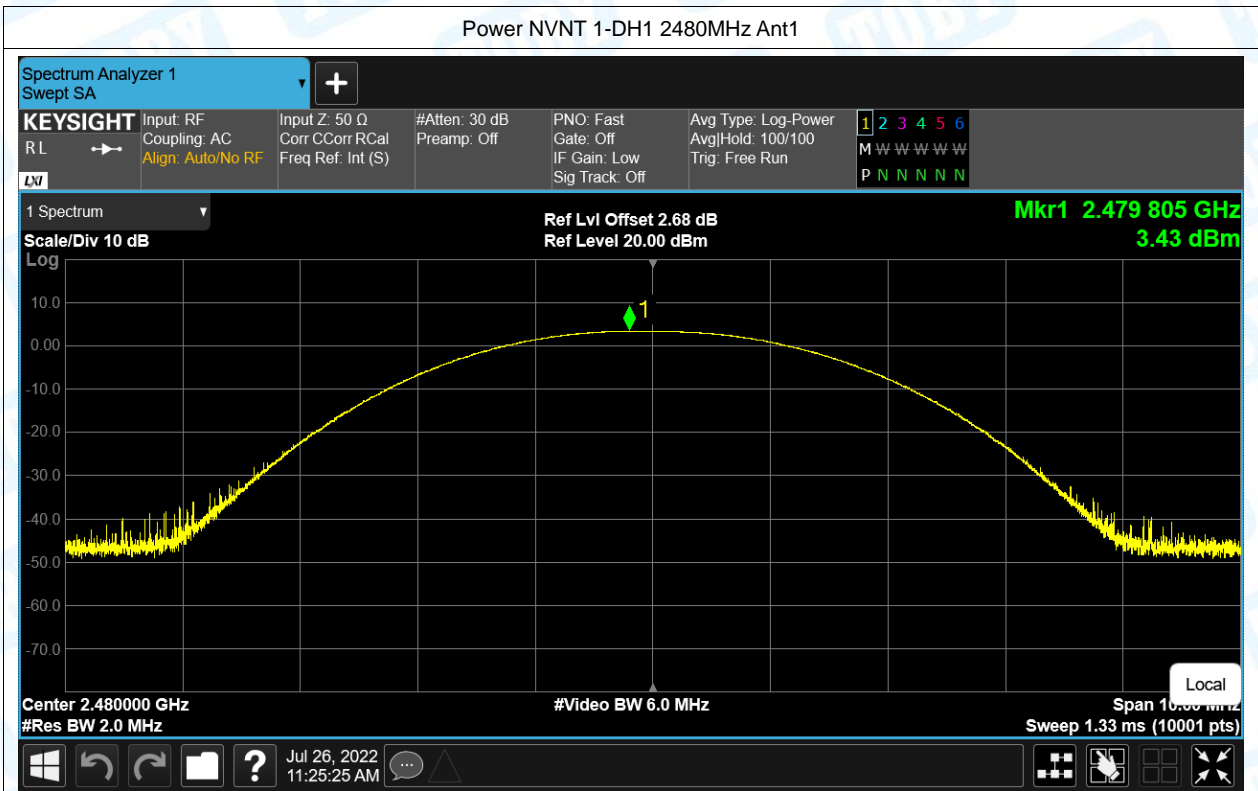 Power NVNT 1-DH1 2480MHz Ant1
Spectrum Analyzer 1
Swept SA
KEYSIGHT
R L
LXI
Input: RF
Coupling: AC
Align: Auto/No RF
Input Z: 50 Ω
Corr CCorr RCal
Freq Ref: Int (S)
#Atten: 30 dB
Preamp: Off
PNO: Fast
Gate: Off
IF Gain: Low
Sig Track: Off
Avg Type: Log-Power
Avg|Hold: 100/100
Trig: Free Run
1 2 3 4 5 6
M W W W W W
P N N N N N
1 Spectrum
Scale/Div 10 dB
Ref Lvl Offset 2.68 dB
Ref Level 20.00 dBm
Mkr1 2.479 805 GHz
3.43 dBm
Log
10.0
0.00
-10.0
-20.0
-30.0
-40.0
-50.0
-60.0
-70.0
1
Local
Center 2.480000 GHz
#Res BW 2.0 MHz
#Video BW 6.0 MHz
Span 10.00 MHz
Sweep 1.33 ms (10001 pts)
?
Jul 26, 2022
11:25:25 AM